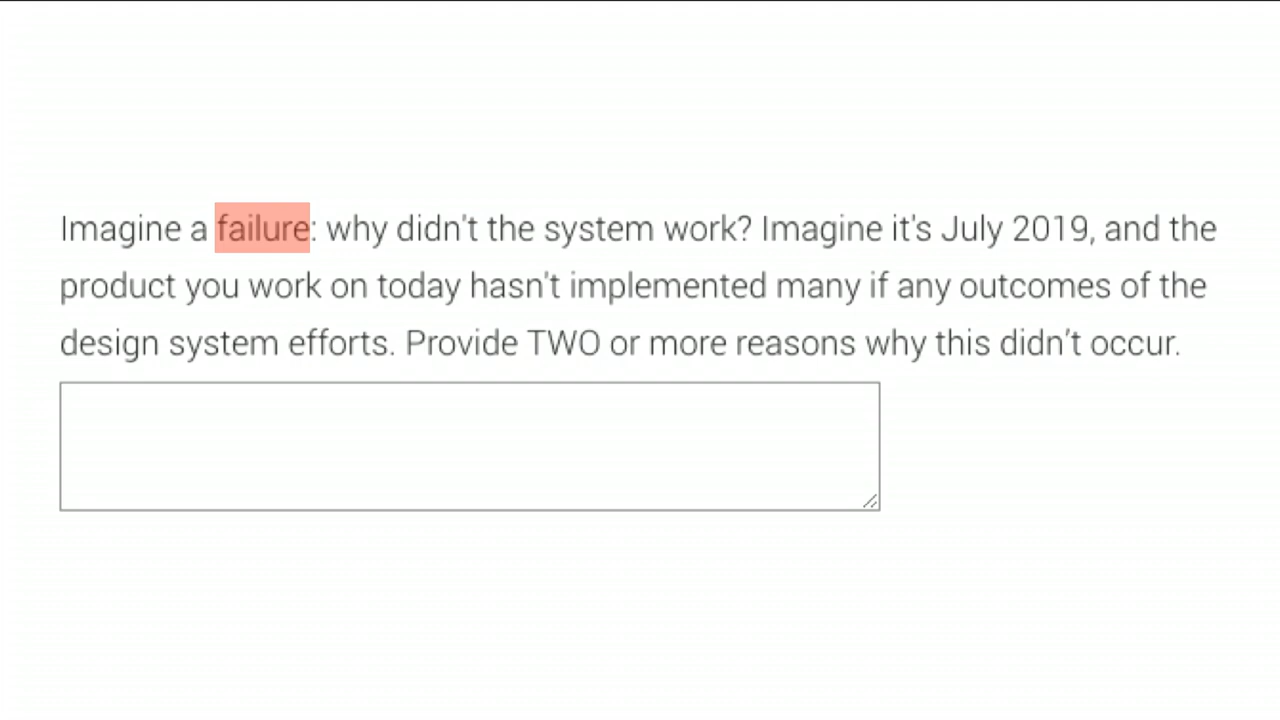 Imagine a failure: why didn't the system work? Imagine it's July 2019, and the
product you work on today hasn't implemented many if any outcomes of the
design system efforts. Provide TWO or more reasons why this didn’t occur.